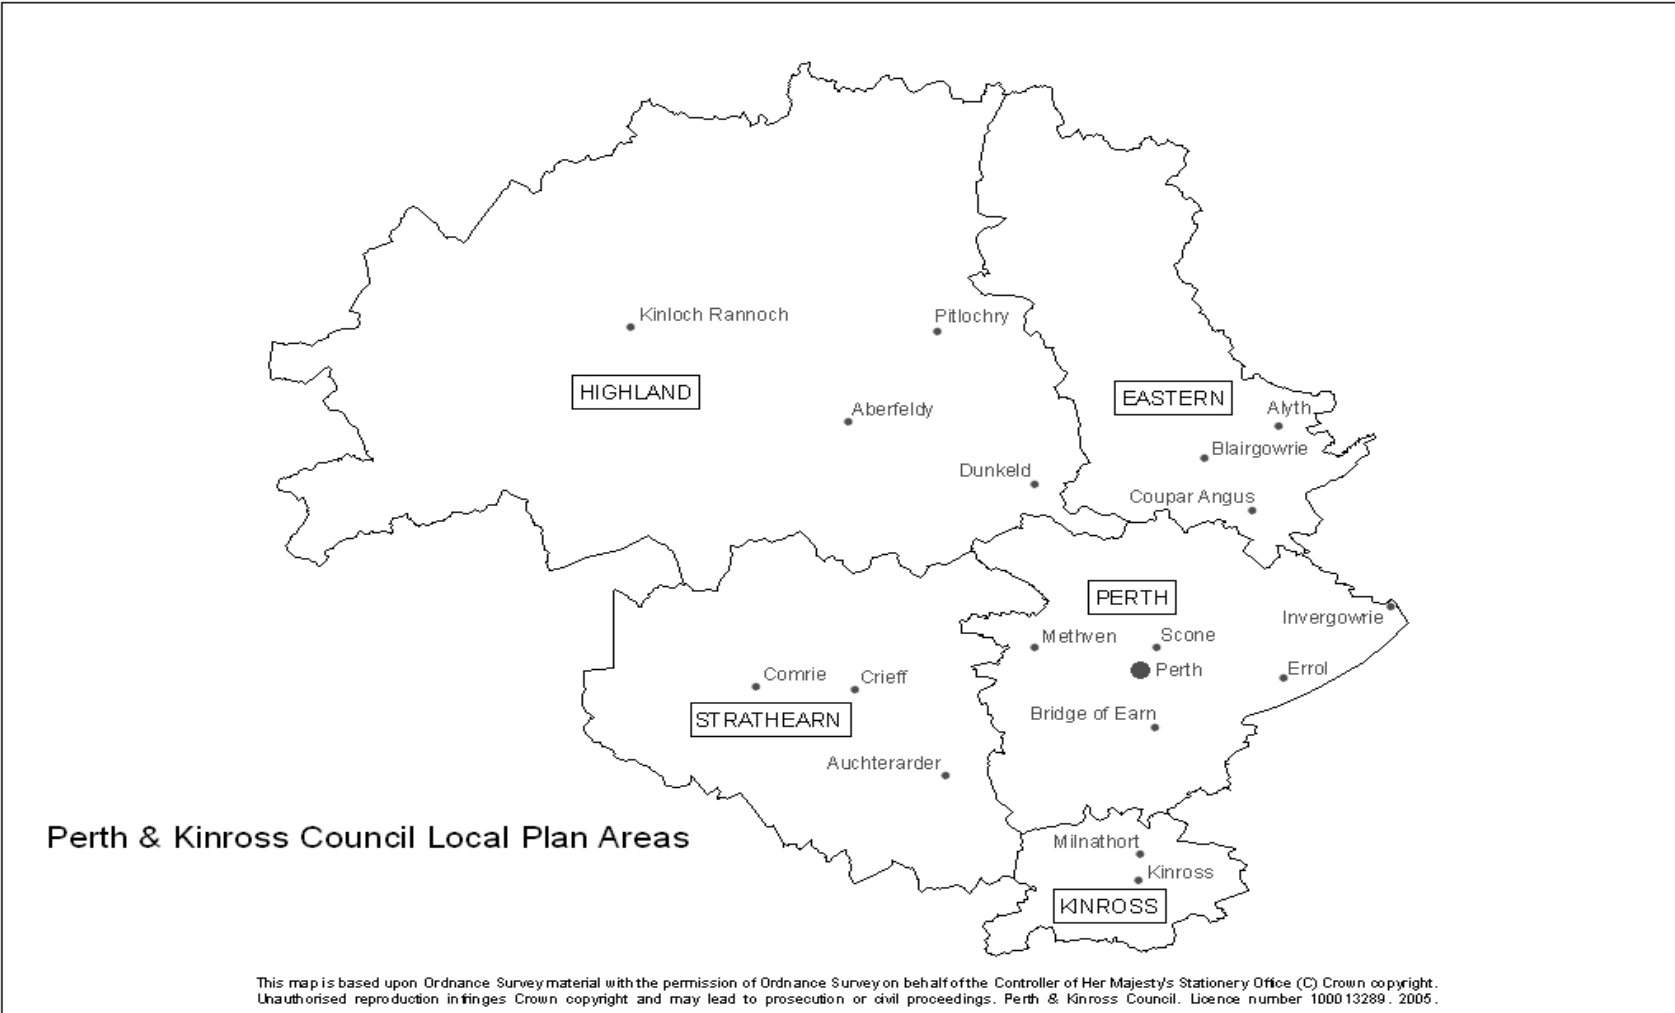 Kinloch Rannoch
Pitlochry
HIGHLAND
EASTERN
Aberfeldy
Alyth
Blairgowrie
Dunkeld
Coupar Angus
PERTH
Invergowrie
Methven
Scone
Perth
Errol
Comrie
Crieff
STRATHEARN
Bridge of Earn
Auchterarder
Perth & Kinross Council Local Plan Areas
Milnathort
Kinross
KINROSS
This map is based upon Ordnance Survey material with the permission of Ordnance Survey on behalf of the Controller of Her Majesty's Stationery Office (C) Crown copyright.
Unauthorised reproduction infringes Crown copyright and may lead to prosecution or civil proceedings. Perth & Kinross Council. Licence number 100013289. 2005.